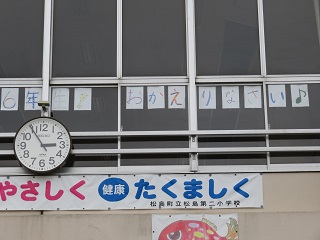 6年生 おかえりなさい♪
やさしく 健康 たくましく
松島町立松島第二小学校